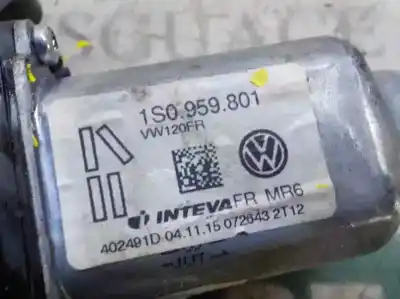 1S0.959.801
VW120FR
INTEVA FR MR6
402491D 04.11.15 072643 2T12